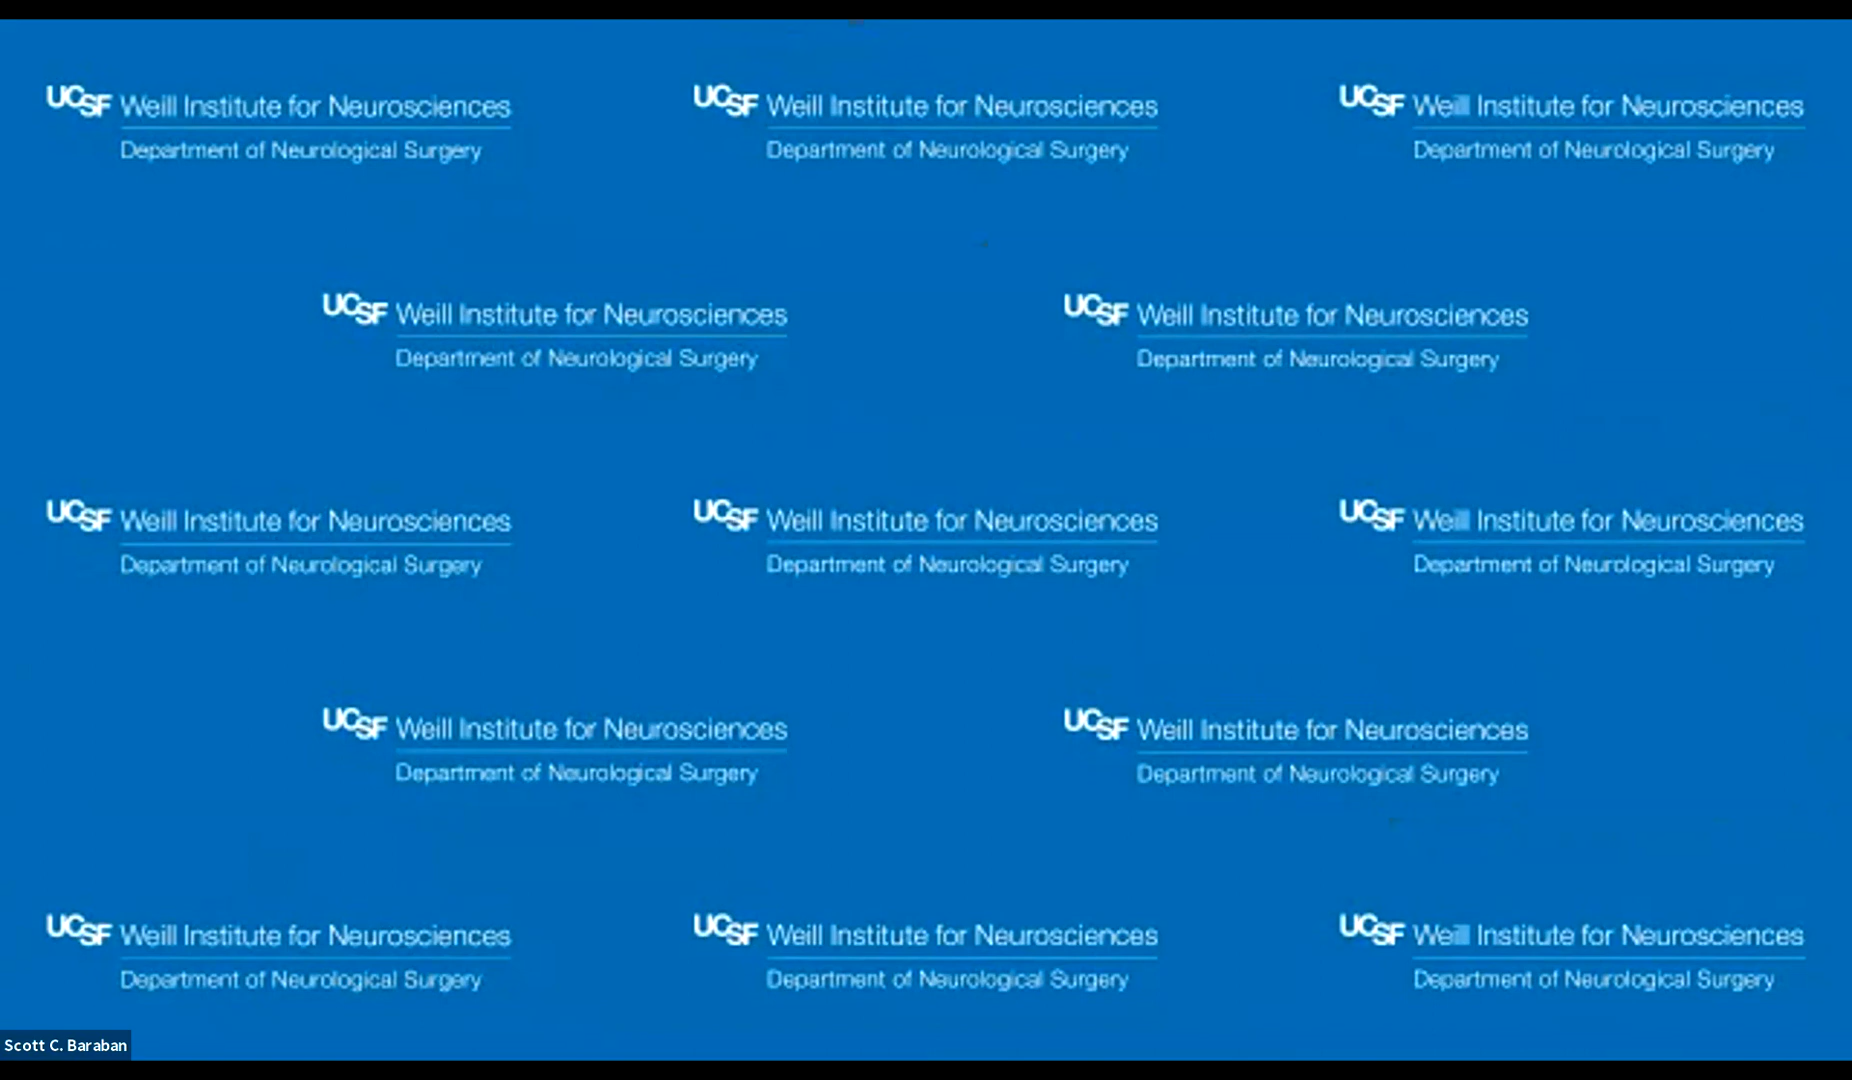 UCSF Weill Institute for Neurosciences UCSF Weill Institute for Neurosciences UCSF Weill Institute for Neurosciences
Department of Neurological Surgery Department of Neurological Surgery Department of Neurological Surgery
UCSF Weill Institute for Neurosciences UCSF Weill Institute for Neurosciences
Department of Neurological Surgery Department of Neurological Surgery
UCSF Weill Institute for Neurosciences UCSF Weill Institute for Neurosciences UCSF Weill Institute for Neurosciences
Department of Neurological Surgery Department of Neurological Surgery Department of Neurological Surgery
UCSF Weill Institute for Neurosciences UCSF Weill Institute for Neurosciences
Department of Neurological Surgery Department of Neurological Surgery
UCSF Weill Institute for Neurosciences UCSF Weill Institute for Neurosciences UCSF Weill Institute for Neurosciences
Department of Neurological Surgery Department of Neurological Surgery Department of Neurological Surgery
Scott C. Baraban